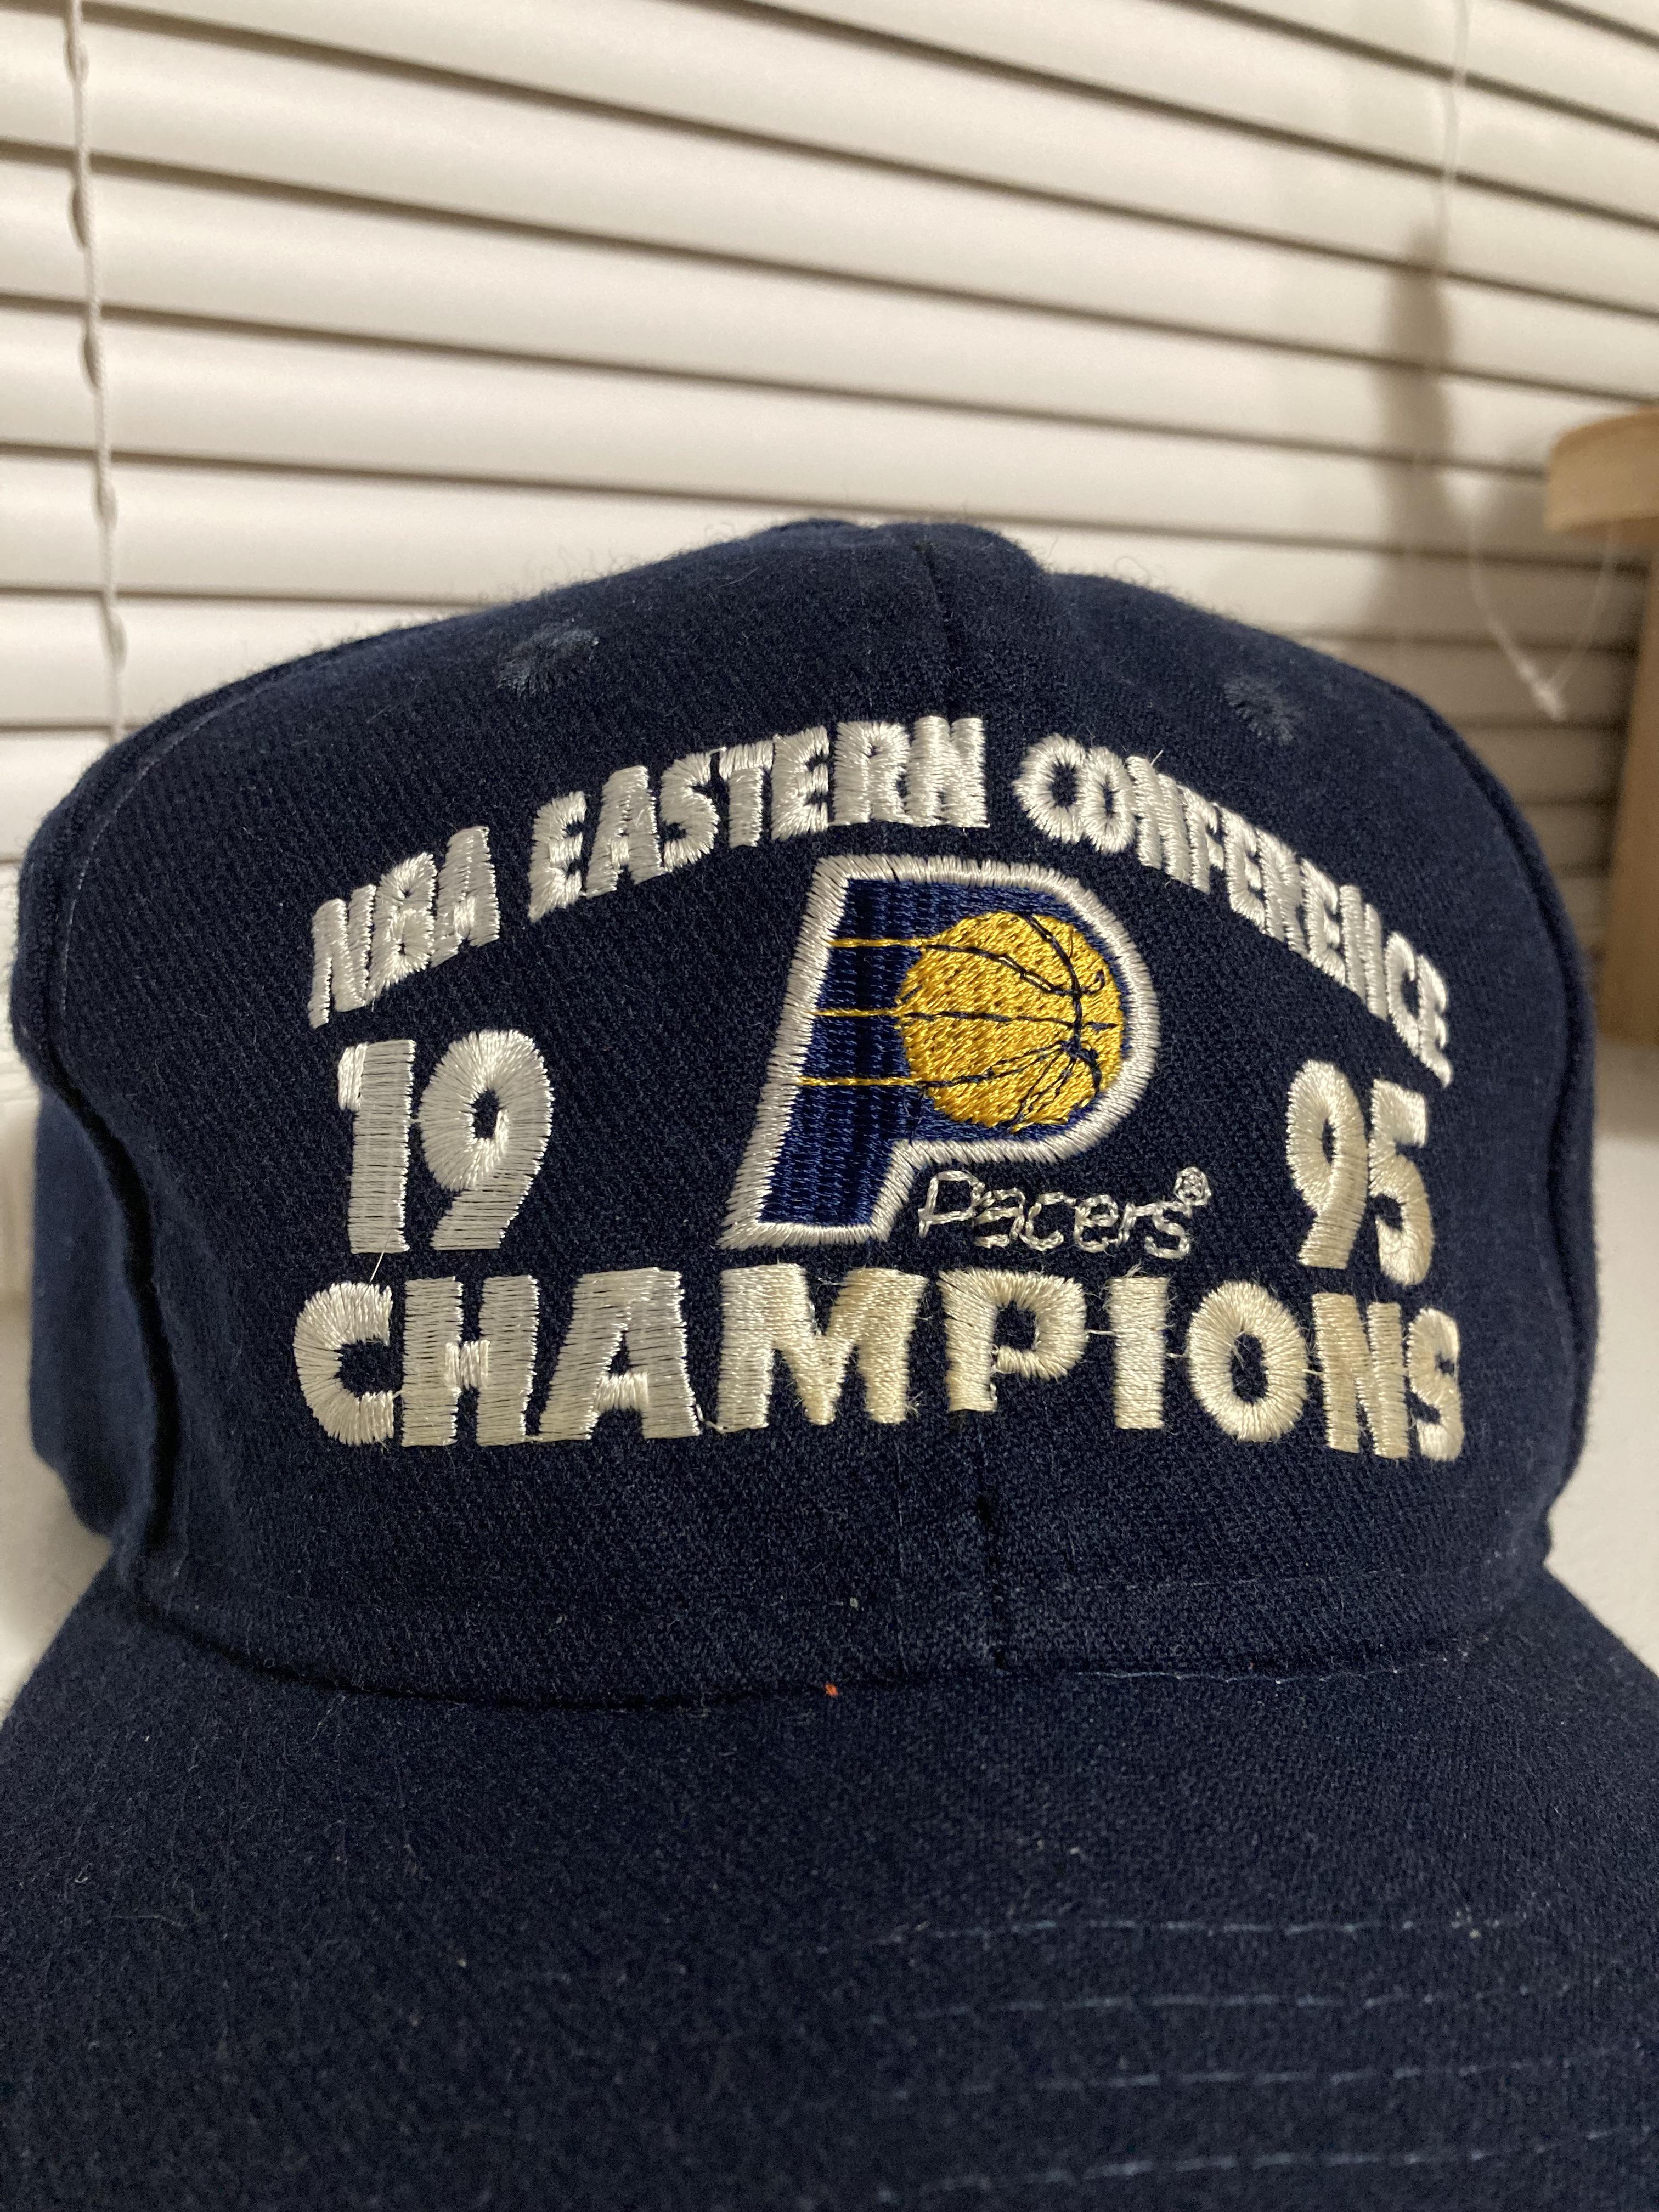 NBA EASTERN CONFERENCE
19 95
Pacers®
CHAMPIONS